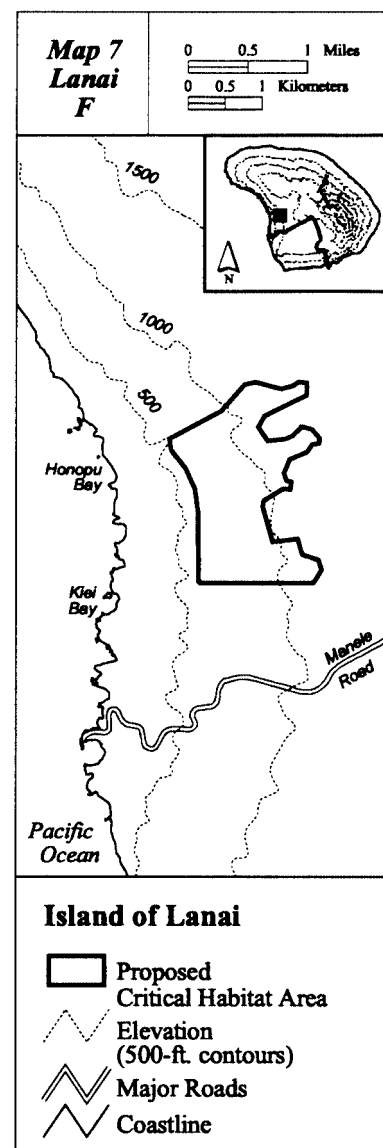 Map 7
Lanai
F
0 0.5 1 Miles
0 0.5 1 Kilometers
1500
N
1000
500
Honopu
Bay
Kiei
Bay
Manele
Road
Pacific
Ocean
Island of Lanai
Proposed
Critical Habitat Area
Elevation
(500-ft. contours)
Major Roads
Coastline